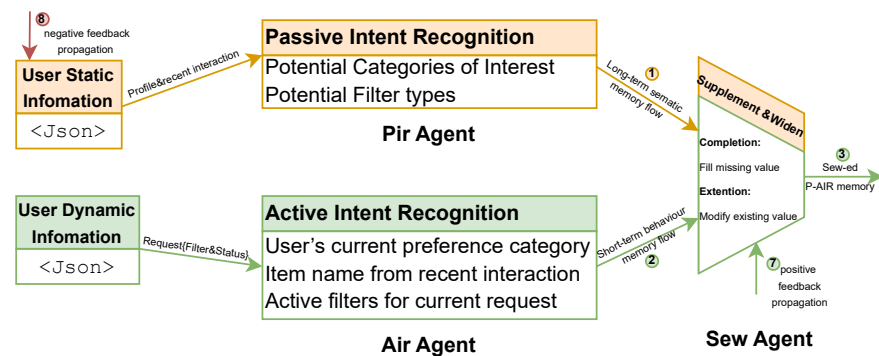 8
negative feedback
propagation
User Static
Infomation
<Json>
Profile&recent interaction
Passive Intent Recognition
Potential Categories of Interest
Potential Filter types
Pir Agent
1
Long-term sematic
memory flow
User Dynamic
Infomation
<Json>
Request{Filter&Status}
Active Intent Recognition
User's current preference category
Item name from recent interaction
Active filters for current request
Air Agent
Short-term behaviour
memory flow
2
Supplement &Widen
Completion:
Fill missing value
Extention:
Modify existing value
3
Sew-ed
P-AIR memory
7
positive
feedback
propagation
Sew Agent